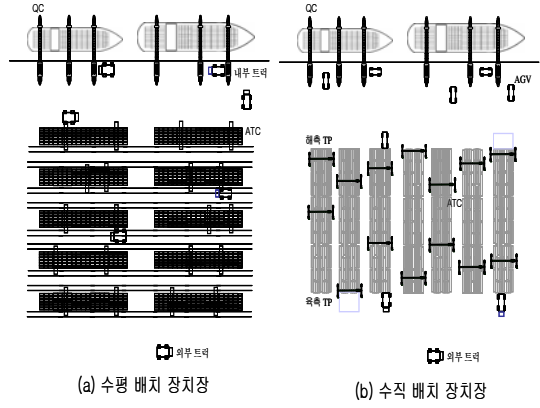 QC
내부 트럭
ATC
외부 트럭
(a) 수평 배치 장치장
QC
AGV
해측 TP
ATC
육측 TP
외부 트럭
(b) 수직 배치 장치장